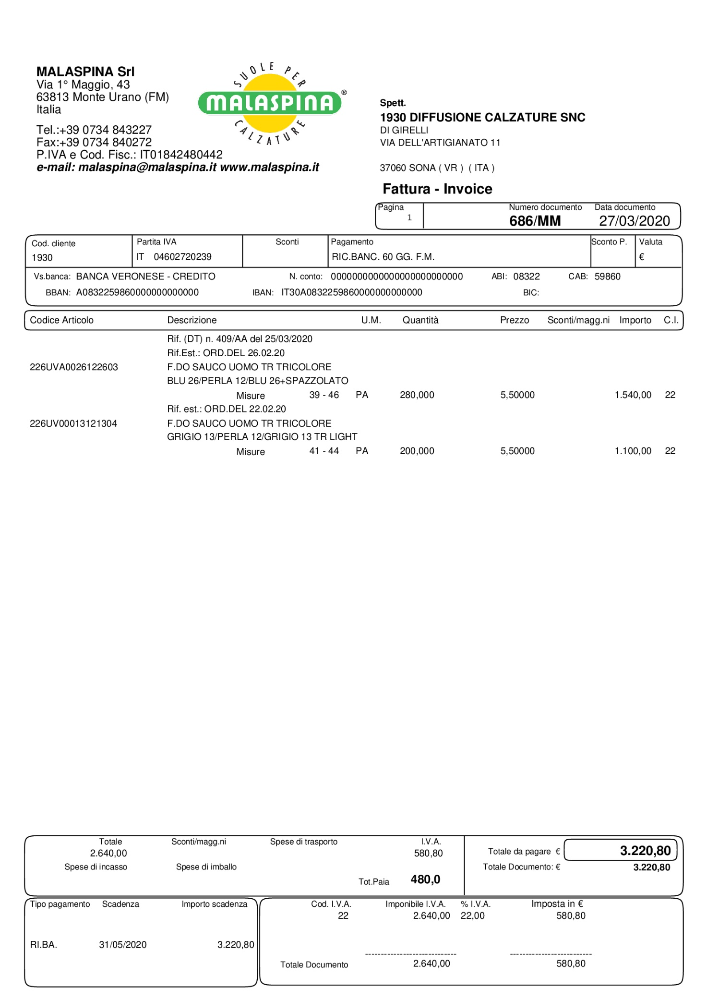 MALASPINA Srl
Via 1° Maggio, 43
63813 Monte Urano (FM)
Italia
Tel.:+39 0734 843227
Fax:+39 0734 840272
P.IVA e Cod. Fisc.: IT01842480442
e-mail: malaspina@malaspina.it www.malaspina.it
SUOLE PER
MALASPINA ®
CALZATURE
Spett.
1930 DIFFUSIONE CALZATURE SNC
DI GIRELLI
VIA DELL'ARTIGIANATO 11
37060 SONA ( VR ) ( ITA )
Fattura - Invoice
Pagina Numero documento Data documento
1 686/MM 27/03/2020
Cod. cliente Partita IVA Sconti Pagamento Sconto P. Valuta
1930 IT 04602720239 RIC.BANC. 60 GG. F.M. €
Vs.banca: BANCA VERONESE - CREDITO N. conto: 0000000000000000000000000 ABI: 08322 CAB: 59860
BBAN: A0832259860000000000000 IBAN: IT30A0832259860000000000000 BIC:
Codice Articolo Descrizione U.M. Quantità Prezzo Sconti/magg.ni Importo C.I.
Rif. (DT) n. 409/AA del 25/03/2020
Rif.Est.: ORD.DEL 26.02.20
226UVA0026122603 F.DO SAUCO UOMO TR TRICOLORE
BLU 26/PERLA 12/BLU 26+SPAZZOLATO
Misure 39 - 46 PA 280,000 5,50000 1.540,00 22
Rif. est.: ORD.DEL 22.02.20
226UV00013121304 F.DO SAUCO UOMO TR TRICOLORE
GRIGIO 13/PERLA 12/GRIGIO 13 TR LIGHT
Misure 41 - 44 PA 200,000 5,50000 1.100,00 22
Totale Sconti/magg.ni Spese di trasporto I.V.A.
2.640,00 580,80
Totale da pagare € 3.220,80
Spese di incasso Spese di imballo Totale Documento: € 3.220,80
Tot.Paia 480,0
Tipo pagamento Scadenza Importo scadenza
RI.BA. 31/05/2020 3.220,80
Cod. I.V.A. Imponibile I.V.A. % I.V.A. Imposta in €
22 2.640,00 22,00 580,80
----------------------------- --------------------------
Totale Documento 2.640,00 580,80